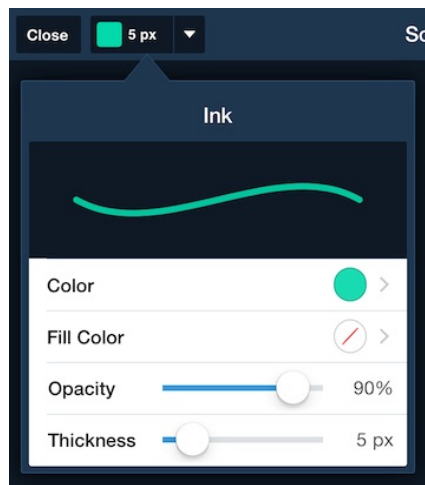 Close 5 px Sc
Ink
Color
Fill Color
Opacity 90%
Thickness 5 px